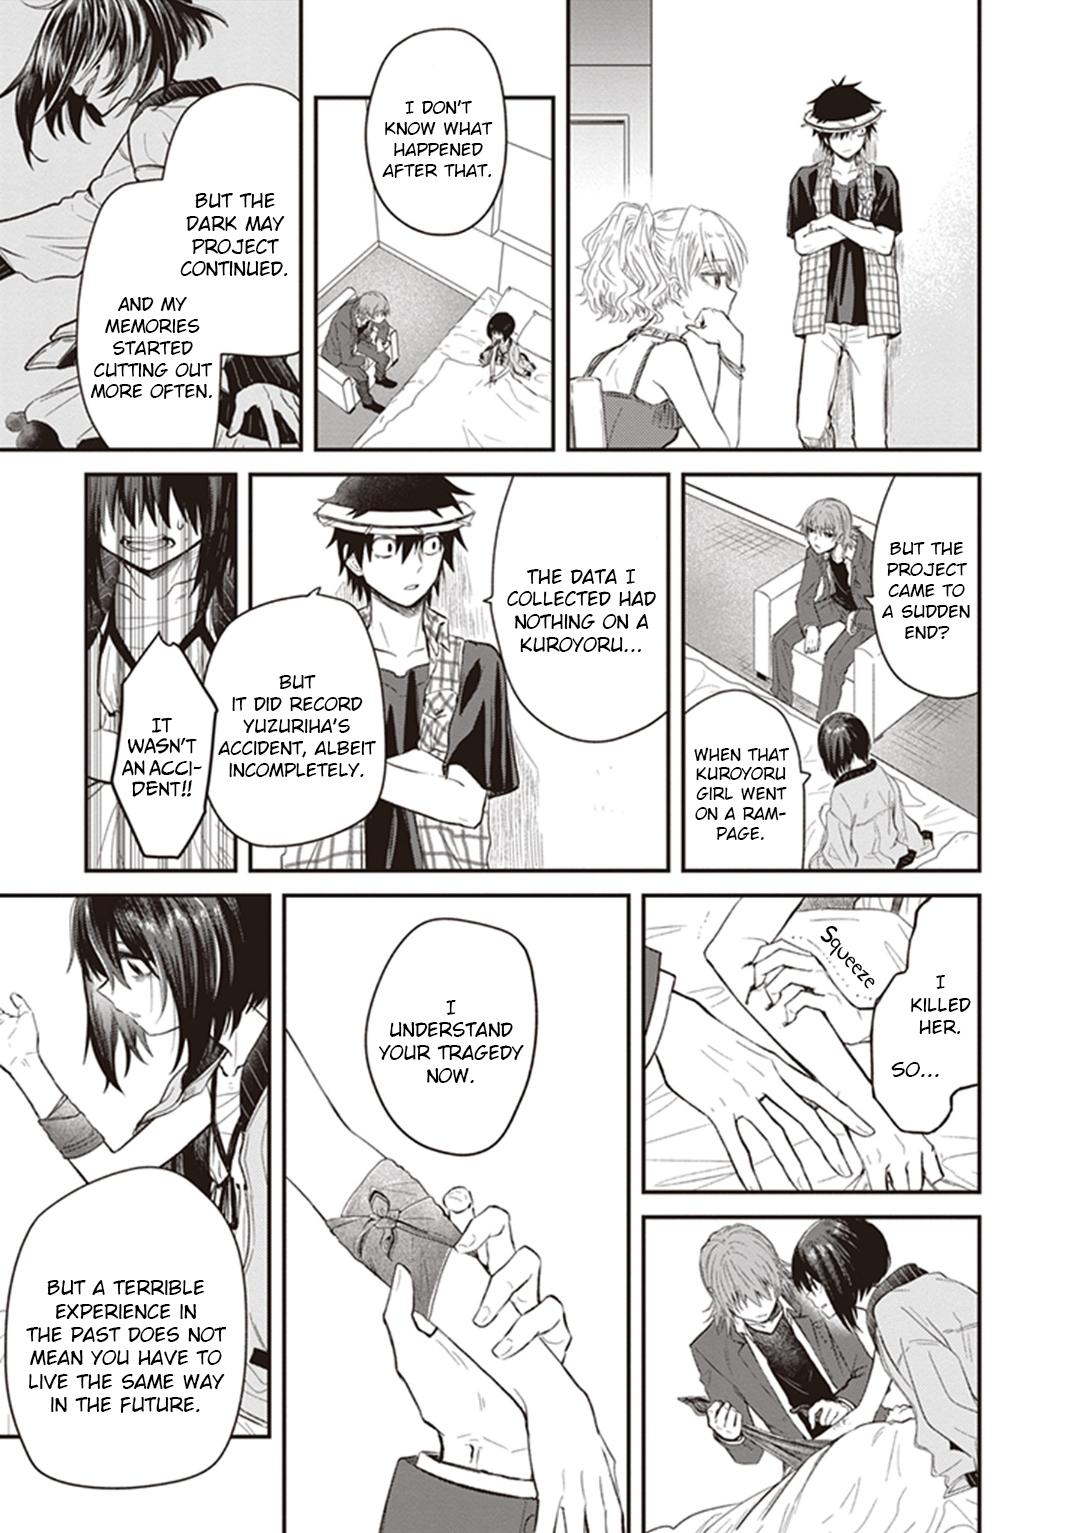 I DON'T
KNOW WHAT
HAPPENED
AFTER THAT.
BUT THE
DARK MAY
PROJECT
CONTINUED.
AND MY
MEMORIES
STARTED
CUTTING OUT
MORE OFTEN.
BUT THE
PROJECT
CAME TO
A SUDDEN
END?
WHEN THAT
KUROYORU
GIRL WENT
ON A RAM-
PAGE.
THE DATA I
COLLECTED HAD
NOTHING ON A
KUROYORU...
BUT
IT DID RECORD
YUZURIHA'S
ACCIDENT, ALBEIT
INCOMPLETELY.
IT
WASN'T
AN ACCI-
DENT!!
I
KILLED
HER.
SO...
Squeeze
I
UNDERSTAND
YOUR TRAGEDY
NOW.
BUT A TERRIBLE
EXPERIENCE IN
THE PAST DOES NOT
MEAN YOU HAVE TO
LIVE THE SAME WAY
IN THE FUTURE.